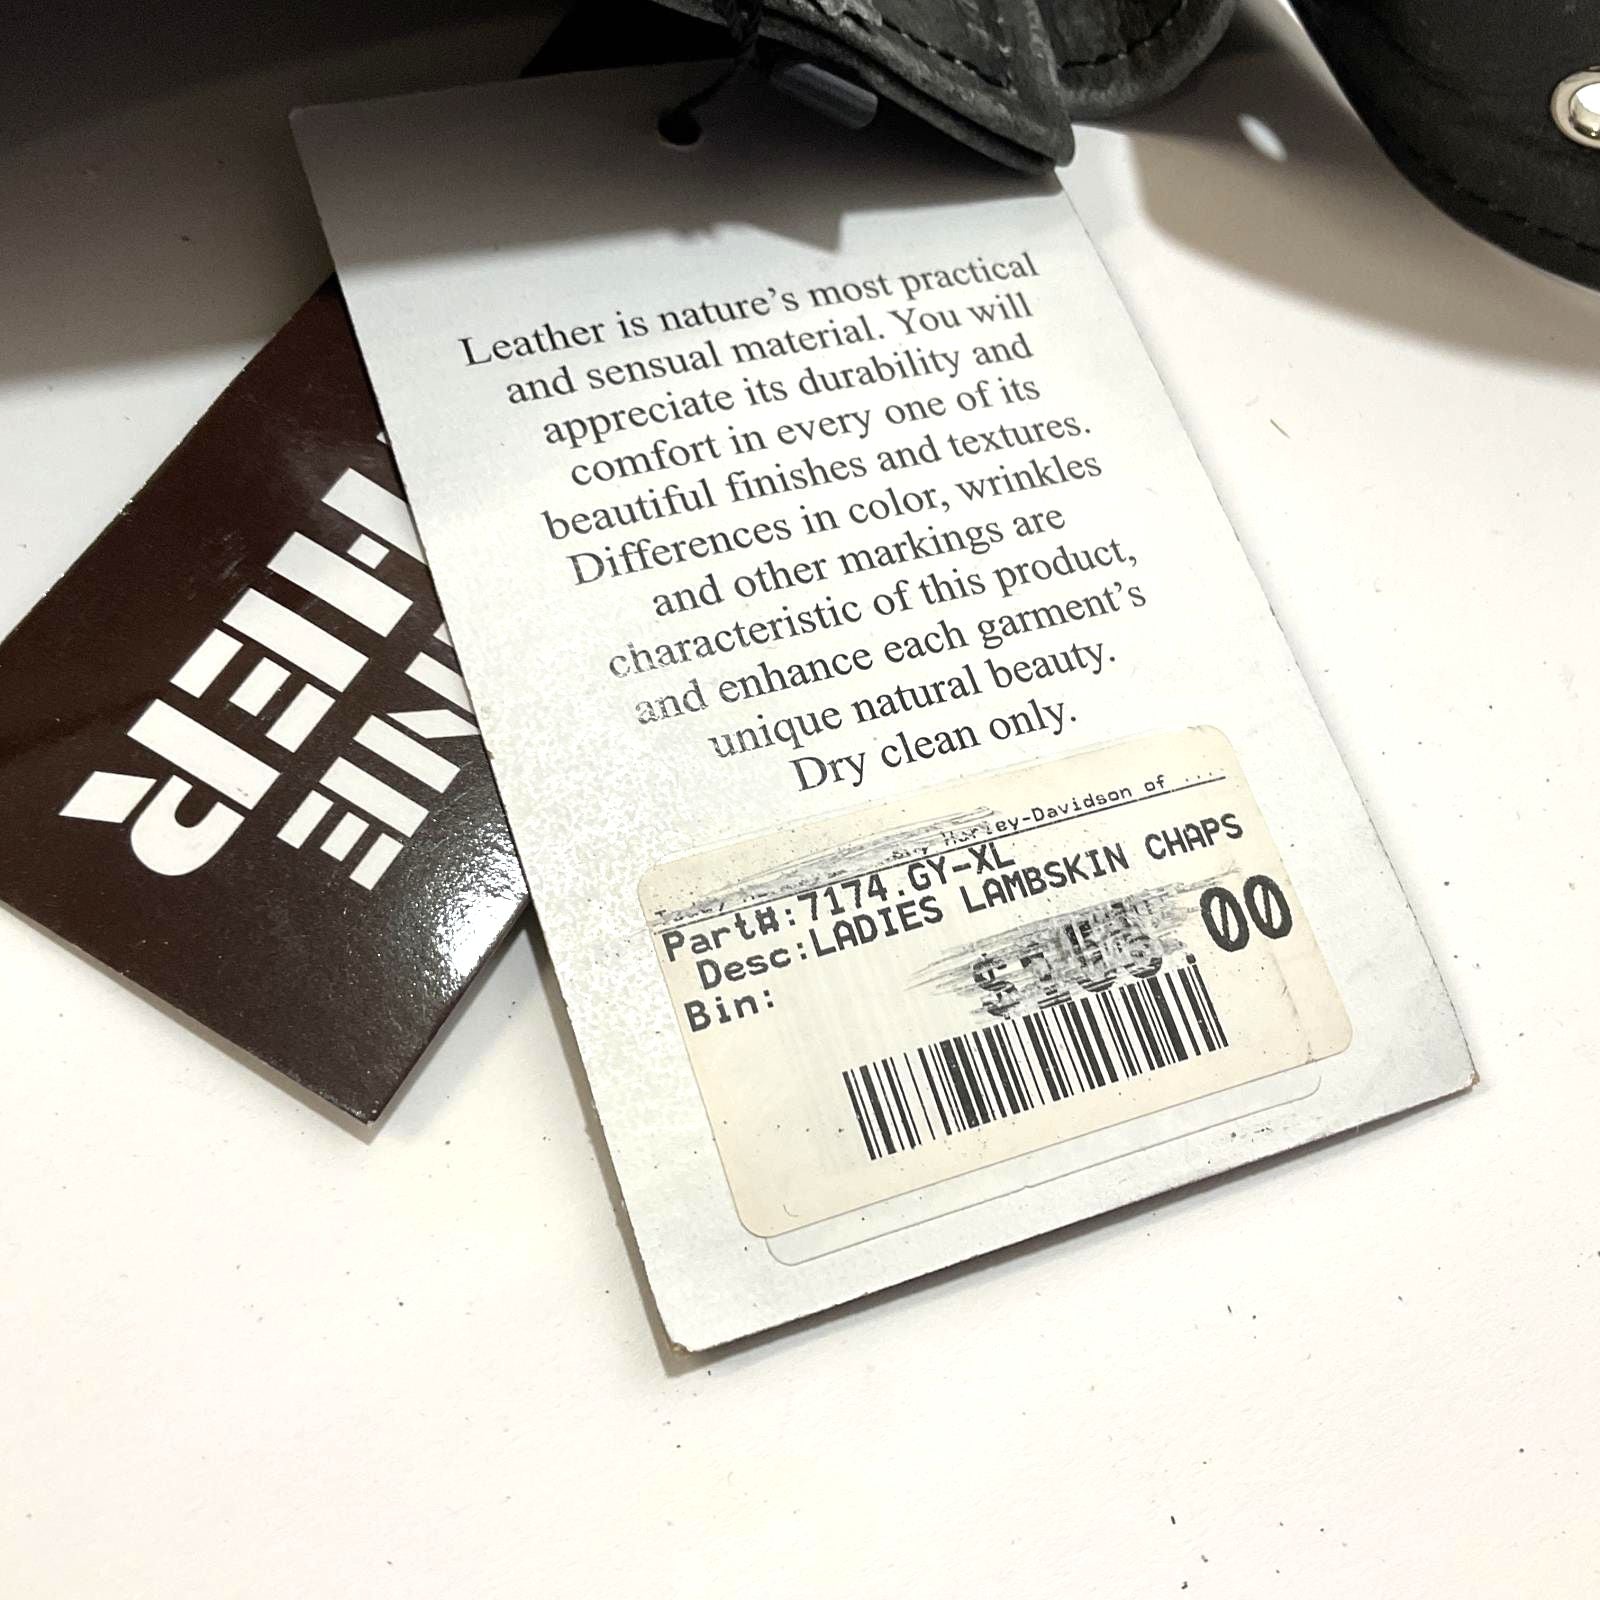 Leather is nature's most practical
and sensual material. You will
appreciate its durability and
comfort in every one of its
beautiful finishes and textures.
Differences in color, wrinkles
and other markings are
characteristic of this product,
and enhance each garment's
unique natural beauty.
Dry clean only.
Harley-Davidson of ....
Part#:7174.GY-XL
Desc:LADIES LAMBSKIN CHAPS
.00
Bin: